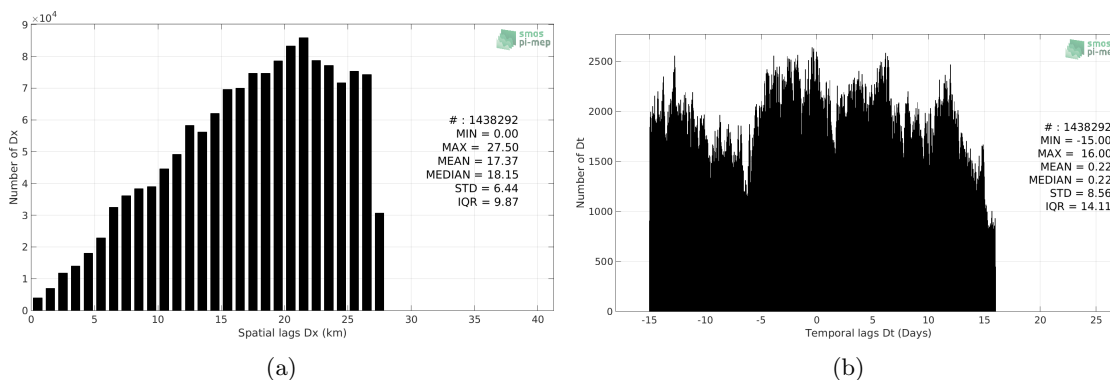 ×10⁴
9
8
7
6
5
4
3
2
1
0
Number of Dx
smos
pi-mep
# : 1438292
MIN = 0.00
MAX = 27.50
MEAN = 17.37
MEDIAN = 18.15
STD = 6.44
IQR = 9.87
0 5 10 15 20 25 30 35 40
Spatial lags Dx (km)
(a)
2500
2000
1500
1000
500
0
Number of Dt
smos
pi-me
# : 1438292
MIN = -15.00
MAX = 16.00
MEAN = 0.22
MEDIAN = 0.22
STD = 8.56
IQR = 14.11
-15 -10 -5 0 5 10 15 20 25
Temporal lags Dt (Days)
(b)